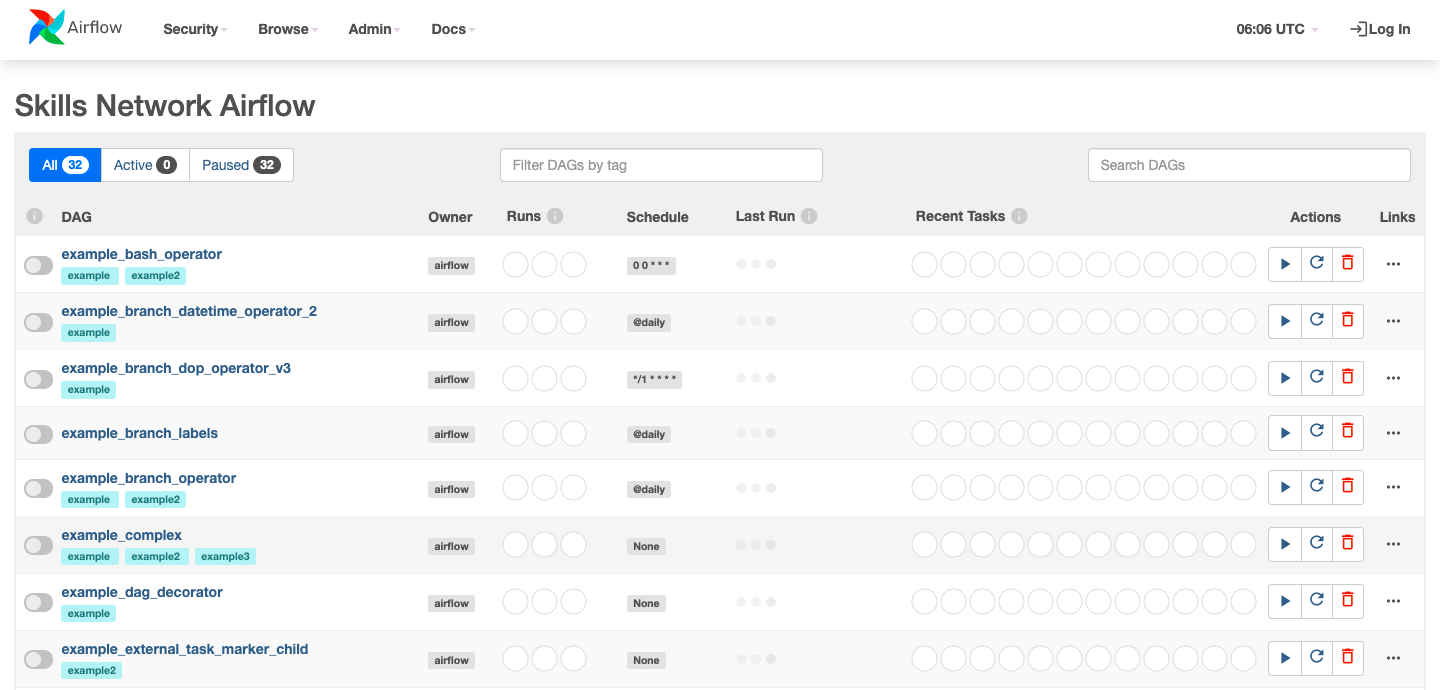 Airflow Security Browse Admin Docs 06:06 UTC Log In
Skills Network Airflow
All 32 Active 0 Paused 32 Filter DAGs by tag Search DAGs
DAG Owner Runs Schedule Last Run Recent Tasks Actions Links
example_bash_operator
example example2 airflow 0 0 * * *
example_branch_datetime_operator_2
example airflow @daily
example_branch_dop_operator_v3
example airflow */1 * * * *
example_branch_labels airflow @daily
example_branch_operator
example example2 airflow @daily
example_complex
example example2 example3 airflow None
example_dag_decorator
example airflow None
example_external_task_marker_child
example2 airflow None